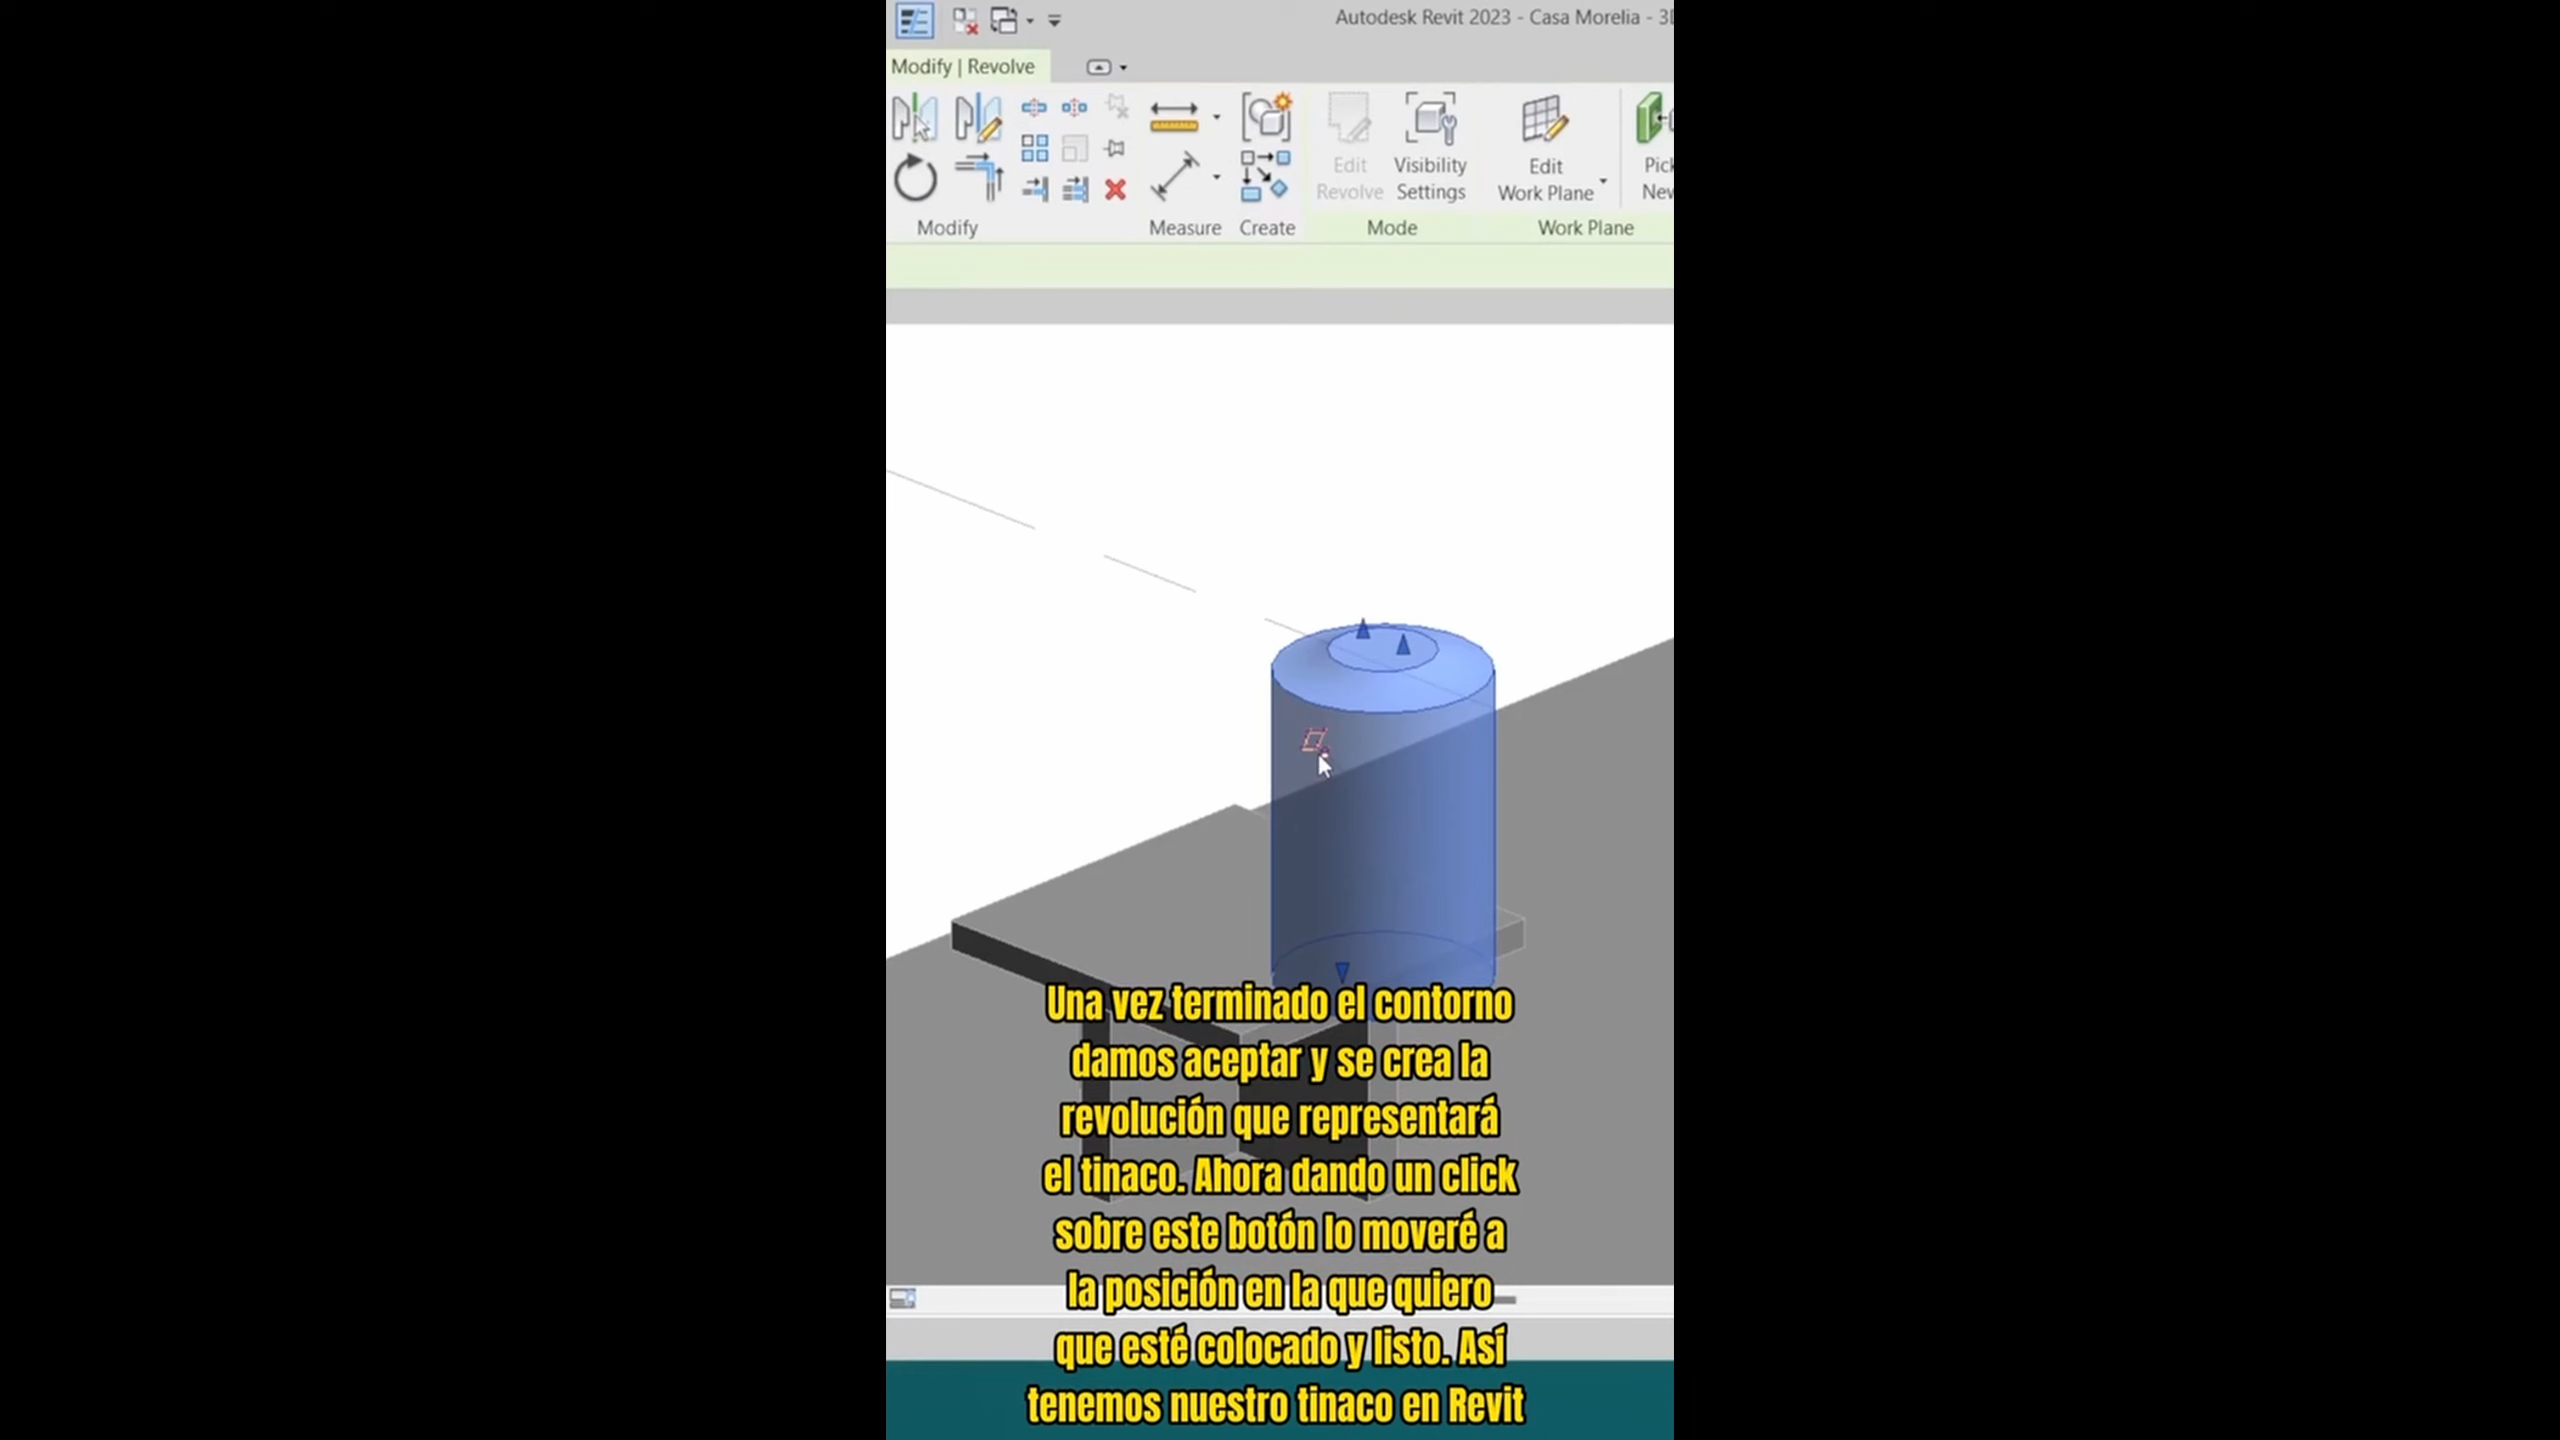 Autodesk Revit 2023 - Casa Morelia - 3D
Modify | Revolve
Edit
Revolve
Visibility
Settings
Edit
Work Plane
Pick
New
Modify
Measure
Create
Mode
Work Plane
Una vez terminado el contorno
damos aceptar y se crea la
revolución que representará
el tinaco. Ahora dando un click
sobre este botón lo moveré a
la posición en la que quiero
que esté colocado y listo. Así
tenemos nuestro tinaco en Revit